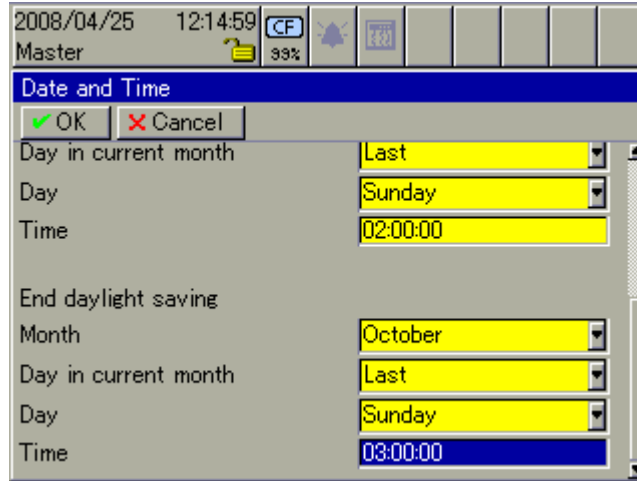 2008/04/25 12:14:59 CF
Master 99%
Date and Time
OK Cancel
Day in current month Last
Day Sunday
Time 02:00:00
End daylight saving
Month October
Day in current month Last
Day Sunday
Time 03:00:00